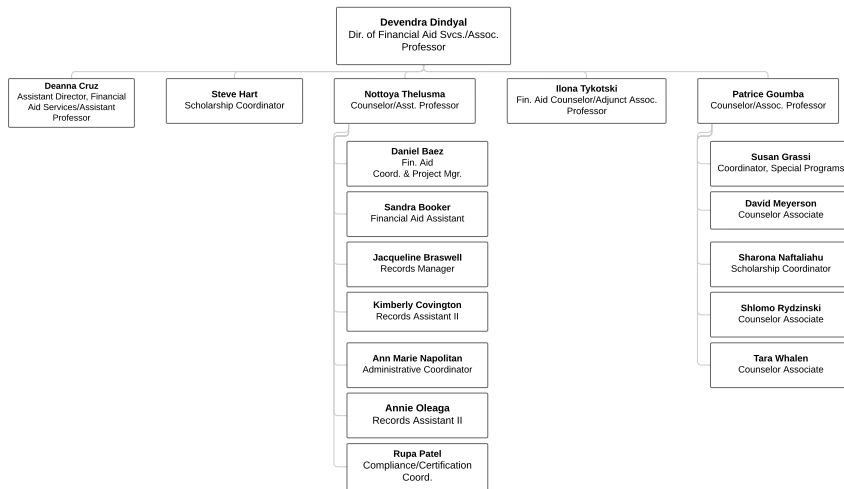 Devendra Dindyal
Dir. of Financial Aid Svcs./Assoc.
Professor
Deanna Cruz
Assistant Director, Financial
Aid Services/Assistant
Professor
Steve Hart
Scholarship Coordinator
Nottoya Thelusma
Counselor/Asst. Professor
Ilona Tykotski
Fin. Aid Counselor/Adjunct Assoc.
Professor
Patrice Goumba
Counselor/Assoc. Professor
Daniel Baez
Fin. Aid
Coord. & Project Mgr.
Sandra Booker
Financial Aid Assistant
Jacqueline Braswell
Records Manager
Kimberly Covington
Records Assistant II
Ann Marie Napolitan
Administrative Coordinator
Annie Oleaga
Records Assistant II
Rupa Patel
Compliance/Certification
Coord.
Susan Grassi
Coordinator, Special Programs
David Meyerson
Counselor Associate
Sharona Naftaliahu
Scholarship Coordinator
Shlomo Rydzinski
Counselor Associate
Tara Whalen
Counselor Associate